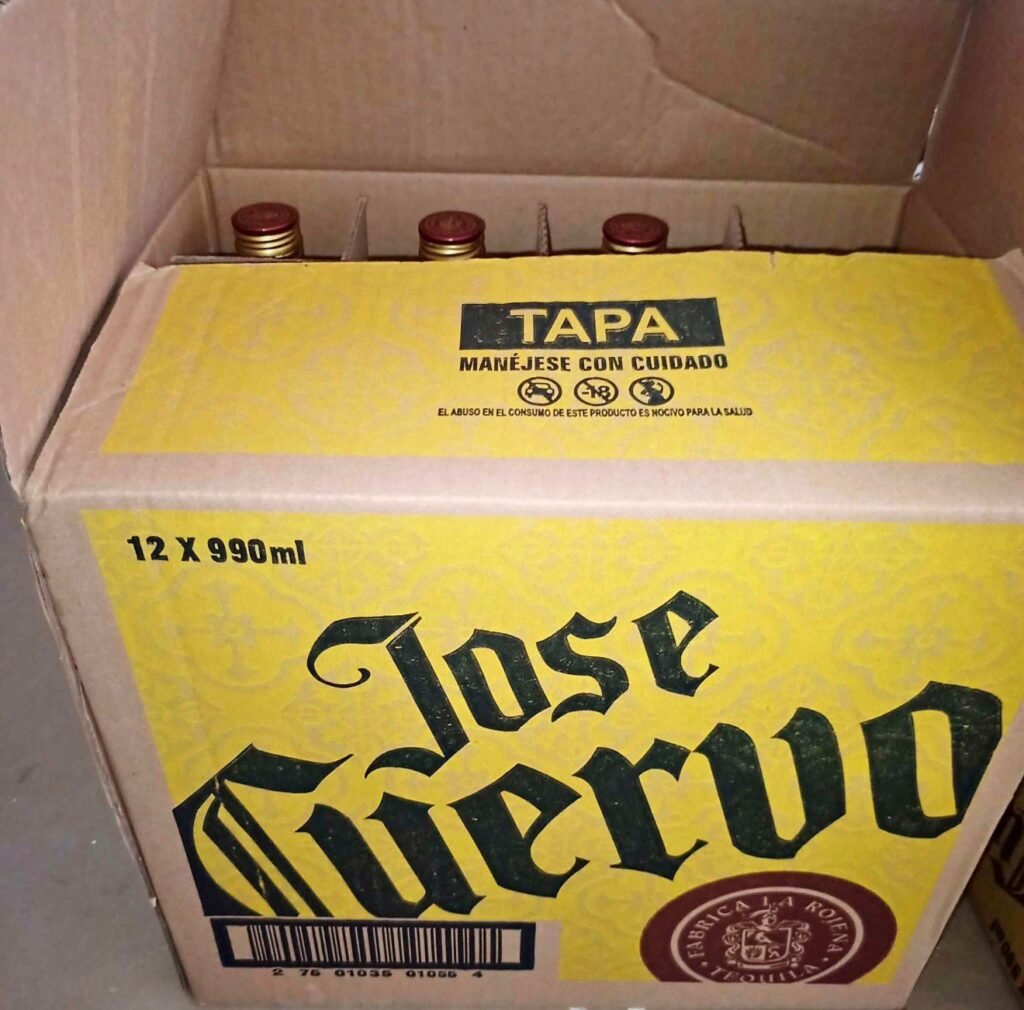 TAPA
MANÉJESE CON CUIDADO
-18
EL ABUSO EN EL CONSUMO DE ESTE PRODUCTO ES NOCIVO PARA LA SALUD
12 X 990ml
Jose
Cuervo
FABRICA LA ROJEÑA
• TEQUILA •
2 75 01035 01055 4